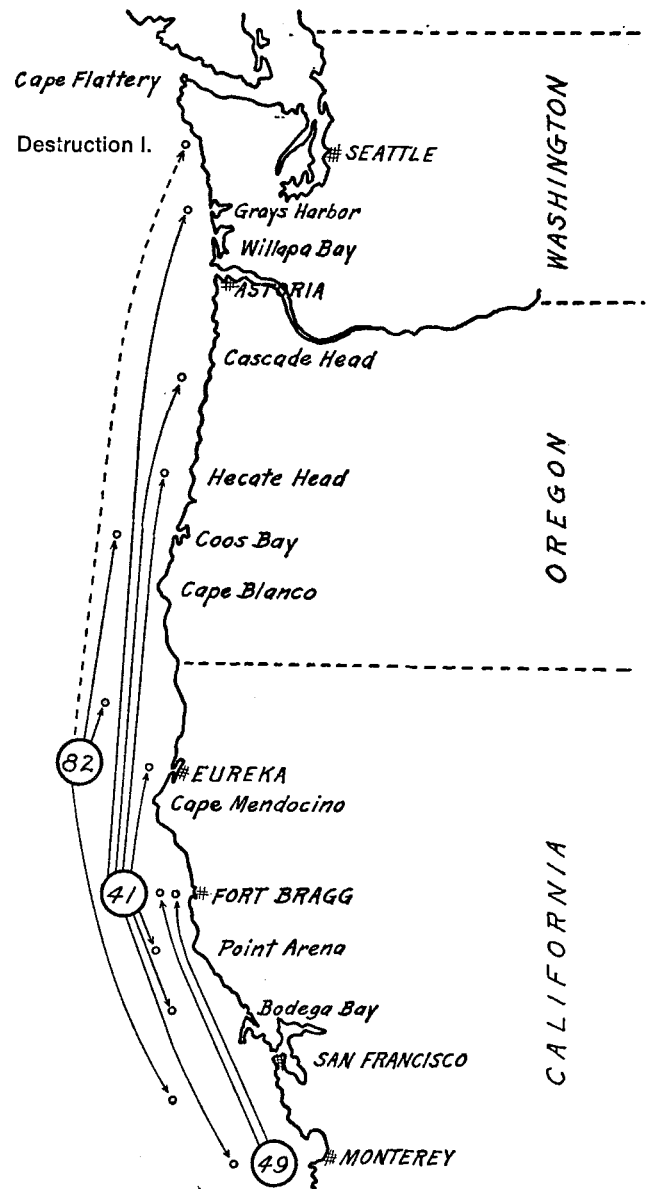 Cape Flattery
Destruction I.
SEATTLE
WASHINGTON
Grays Harbor
Willapa Bay
ASTORIA
Cascade Head
OREGON
Hecate Head
Coos Bay
Cape Blanco
82
EUREKA
Cape Mendocino
41
FORT BRAGG
CALIFORNIA
Point Arena
Bodega Bay
SAN FRANCISCO
49
MONTEREY